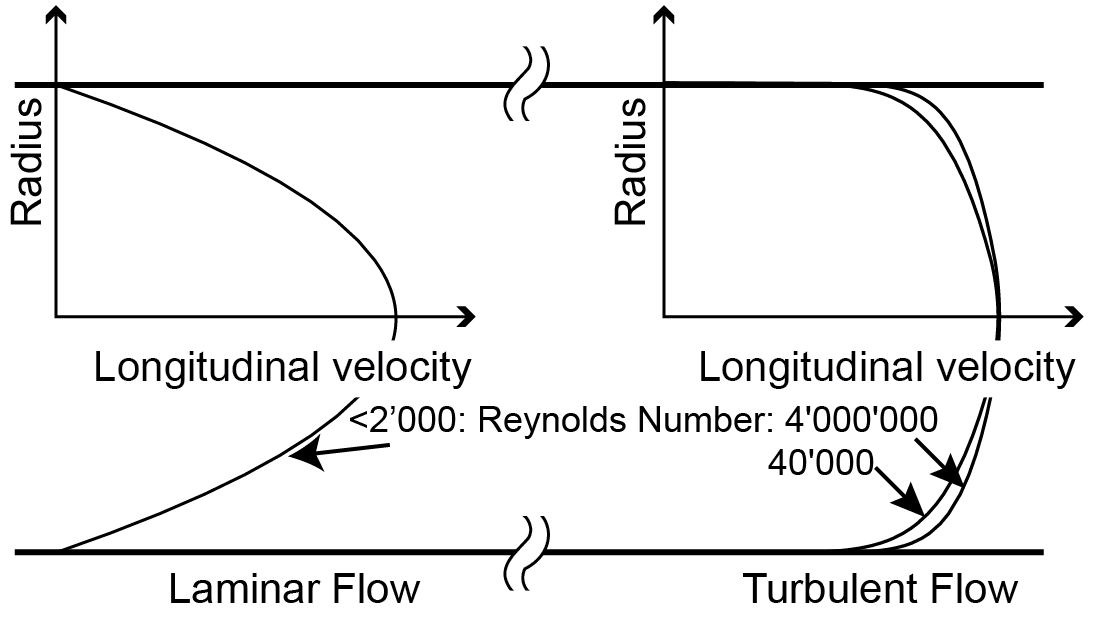 Radius
Radius
Longitudinal velocity
Longitudinal velocity
<2’000: Reynolds Number: 4'000'000
40'000
Laminar Flow
Turbulent Flow